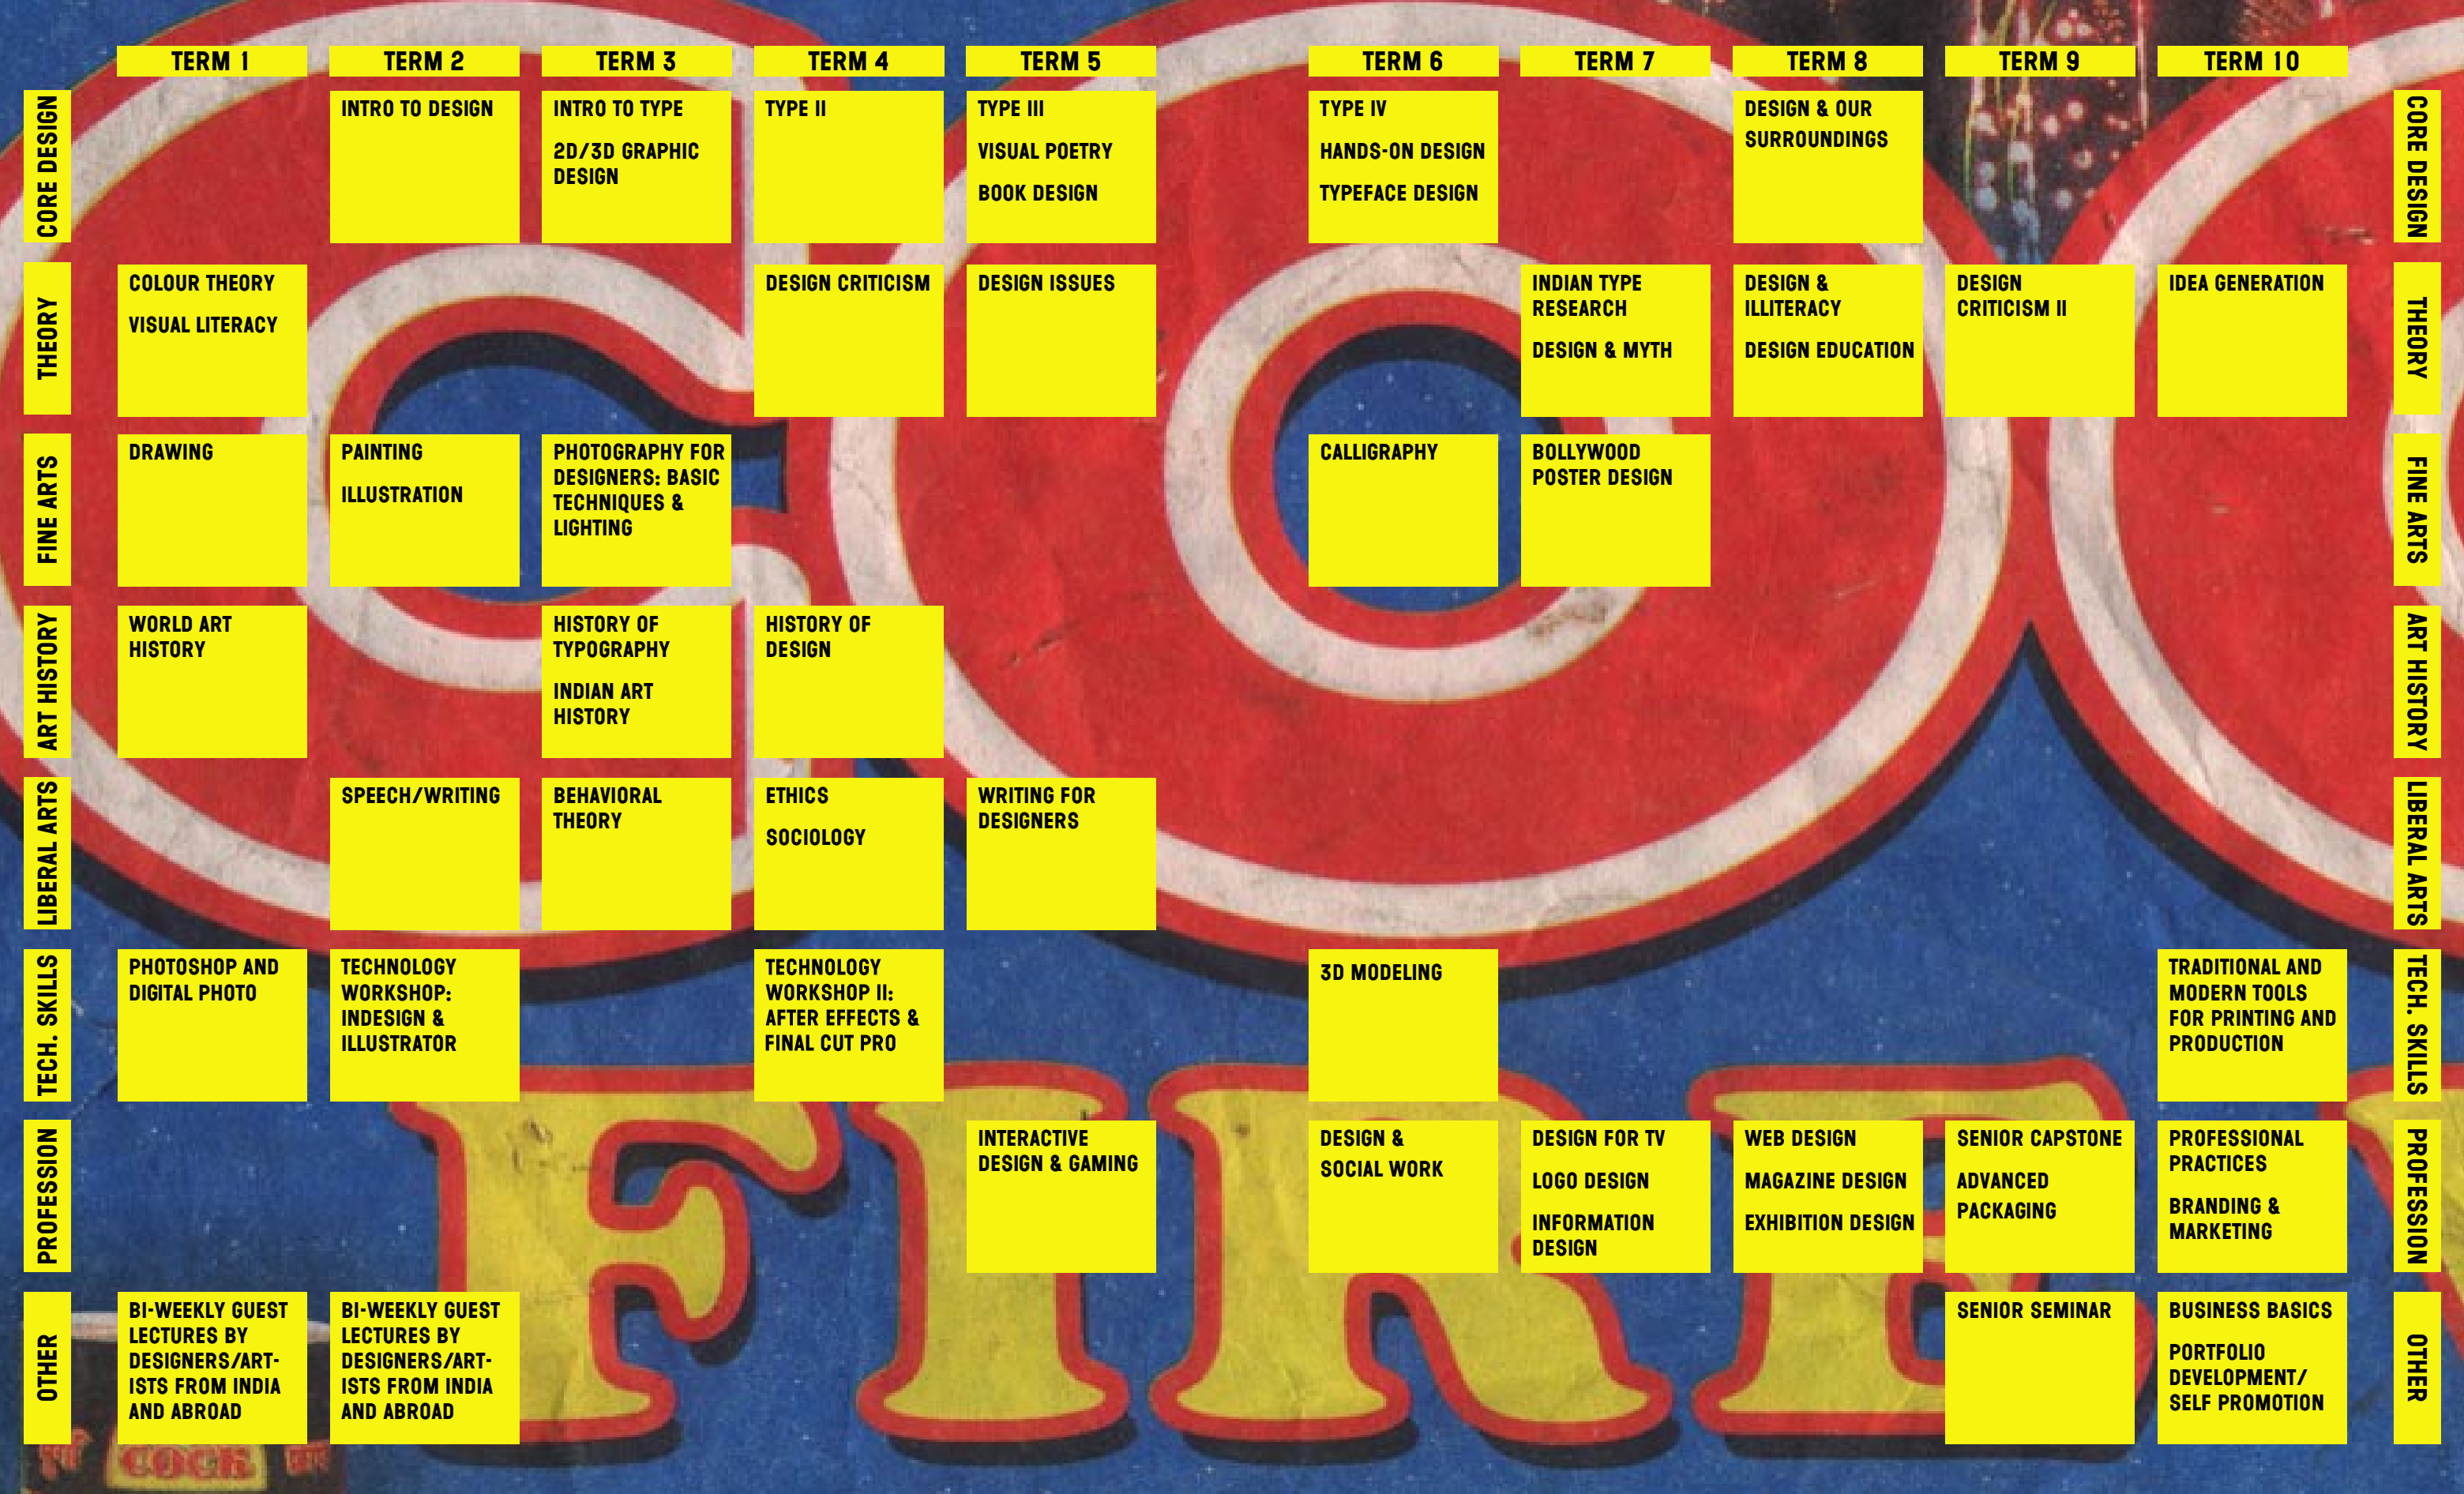 TERM 1
TERM 2
TERM 3
TERM 4
TERM 5
TERM 6
TERM 7
TERM 8
TERM 9
TERM 10
CORE DESIGN
INTRO TO DESIGN
INTRO TO TYPE
2D/3D GRAPHIC
DESIGN
TYPE II
TYPE III
VISUAL POETRY
BOOK DESIGN
TYPE IV
HANDS-ON DESIGN
TYPEFACE DESIGN
DESIGN & OUR
SURROUNDINGS
CORE DESIGN
THEORY
COLOUR THEORY
VISUAL LITERACY
DESIGN CRITICISM
DESIGN ISSUES
INDIAN TYPE
RESEARCH
DESIGN & MYTH
DESIGN &
ILLITERACY
DESIGN EDUCATION
DESIGN
CRITICISM II
IDEA GENERATION
THEORY
FINE ARTS
DRAWING
PAINTING
ILLUSTRATION
PHOTOGRAPHY FOR
DESIGNERS: BASIC
TECHNIQUES &
LIGHTING
CALLIGRAPHY
BOLLYWOOD
POSTER DESIGN
FINE ARTS
ART HISTORY
WORLD ART
HISTORY
HISTORY OF
TYPOGRAPHY
INDIAN ART
HISTORY
HISTORY OF
DESIGN
ART HISTORY
LIBERAL ARTS
SPEECH/WRITING
BEHAVIORAL
THEORY
ETHICS
SOCIOLOGY
WRITING FOR
DESIGNERS
LIBERAL ARTS
TECH. SKILLS
PHOTOSHOP AND
DIGITAL PHOTO
TECHNOLOGY
WORKSHOP:
INDESIGN &
ILLUSTRATOR
TECHNOLOGY
WORKSHOP II:
AFTER EFFECTS &
FINAL CUT PRO
3D MODELING
TRADITIONAL AND
MODERN TOOLS
FOR PRINTING AND
PRODUCTION
TECH. SKILLS
PROFESSION
INTERACTIVE
DESIGN & GAMING
DESIGN &
SOCIAL WORK
DESIGN FOR TV
LOGO DESIGN
INFORMATION
DESIGN
WEB DESIGN
MAGAZINE DESIGN
EXHIBITION DESIGN
SENIOR CAPSTONE
ADVANCED
PACKAGING
PROFESSIONAL
PRACTICES
BRANDING &
MARKETING
PROFESSION
OTHER
BI-WEEKLY GUEST
LECTURES BY
DESIGNERS/ART-
ISTS FROM INDIA
AND ABROAD
BI-WEEKLY GUEST
LECTURES BY
DESIGNERS/ART-
ISTS FROM INDIA
AND ABROAD
SENIOR SEMINAR
BUSINESS BASICS
PORTFOLIO
DEVELOPMENT/
SELF PROMOTION
OTHER
FIRE
COCK